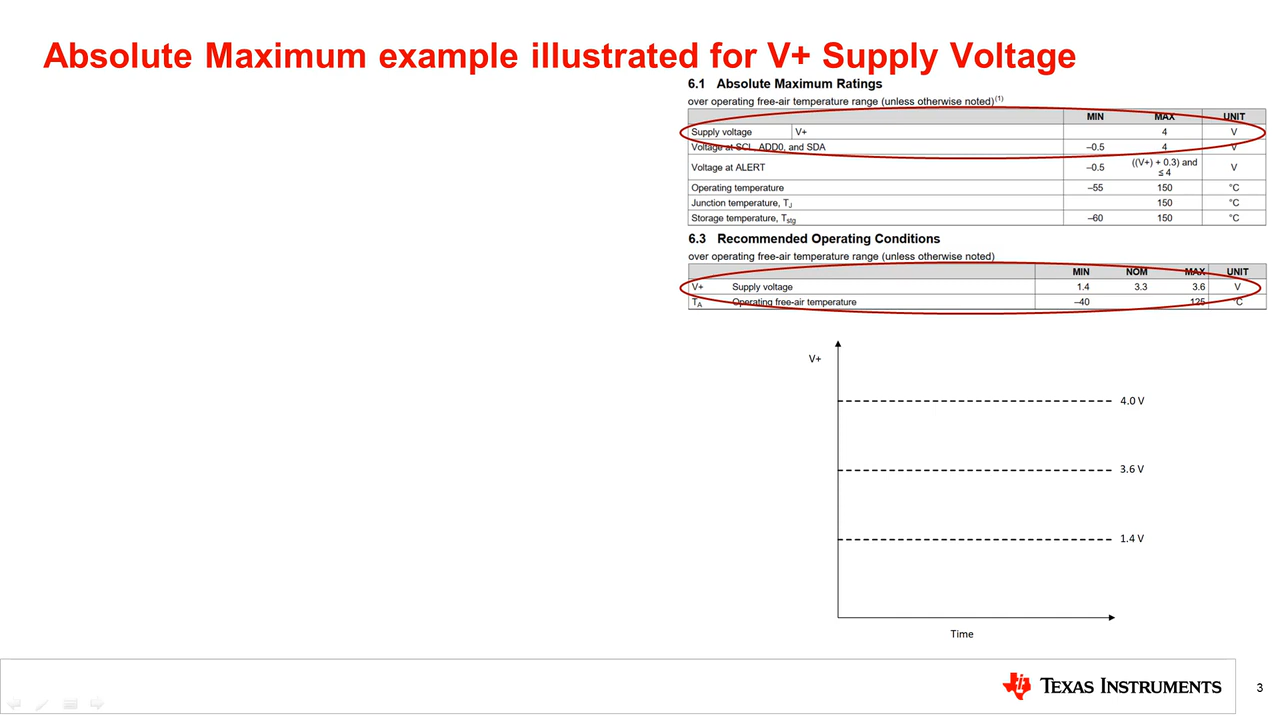 Absolute Maximum example illustrated for V+ Supply Voltage
6.1 Absolute Maximum Ratings
over operating free-air temperature range (unless otherwise noted)(1)
MIN MAX UNIT
Supply voltage V+ 4 V
Voltage at SCL, ADD0, and SDA –0.5 4 V
Voltage at ALERT –0.5 ((V+) + 0.3) and ≤ 4 V
Operating temperature –55 150 °C
Junction temperature, TJ 150 °C
Storage temperature, Tstg –60 150 °C
6.3 Recommended Operating Conditions
over operating free-air temperature range (unless otherwise noted)
MIN NOM MAX UNIT
V+ Supply voltage 1.4 3.3 3.6 V
TA Operating free-air temperature –40 125 °C
V+
4.0 V
3.6 V
1.4 V
Time
TEXAS INSTRUMENTS
3